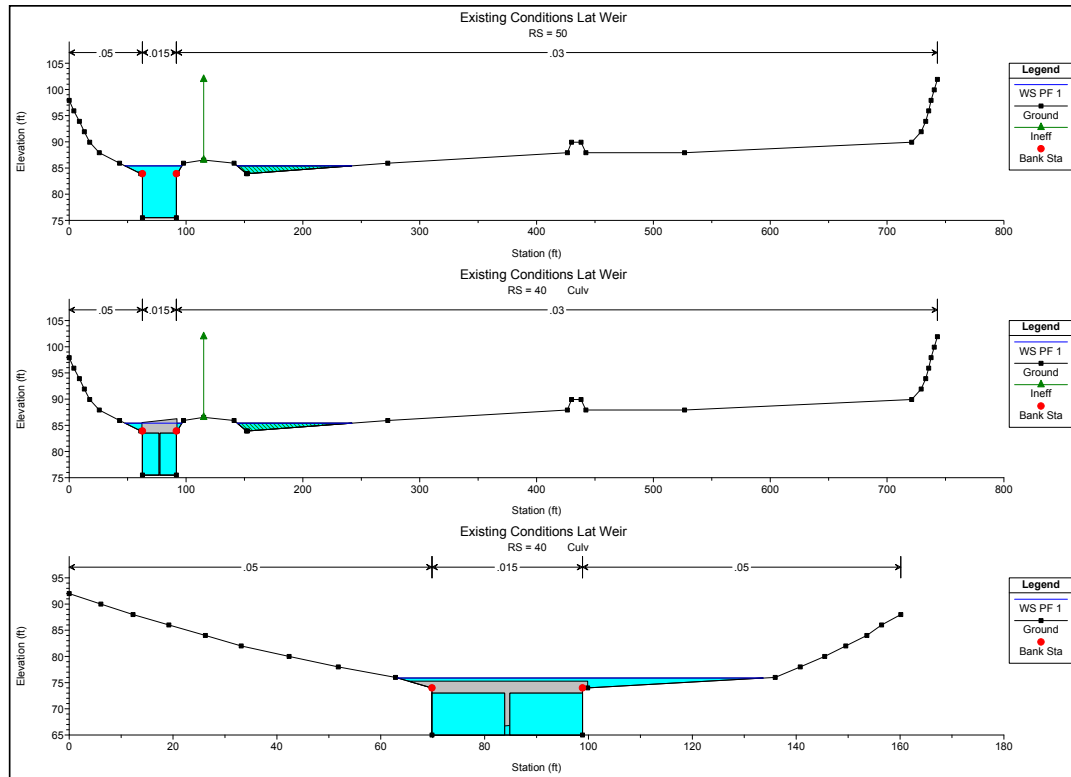 Existing Conditions Lat Weir
RS = 50
.05 .015 .03
105
100
95
90
85
80
75
Elevation (ft)
0 100 200 300 400 500 600 700 800
Station (ft)
Legend
WS PF 1
Ground
Ineff
Bank Sta
Existing Conditions Lat Weir
RS = 40 Culv
.05 .015 .03
105
100
95
90
85
80
75
Elevation (ft)
0 100 200 300 400 500 600 700 800
Station (ft)
Legend
WS PF 1
Ground
Ineff
Bank Sta
Existing Conditions Lat Weir
RS = 40 Culv
.05 .015 .05
95
90
85
80
75
70
65
Elevation (ft)
0 20 40 60 80 100 120 140 160 180
Station (ft)
Legend
WS PF 1
Ground
Bank Sta